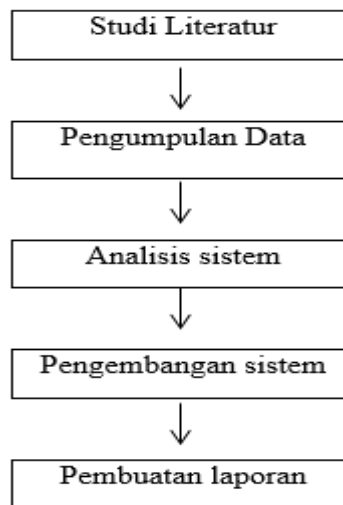 Studi Literatur
Pengumpulan Data
Analisis sistem
Pengembangan sistem
Pembuatan laporan